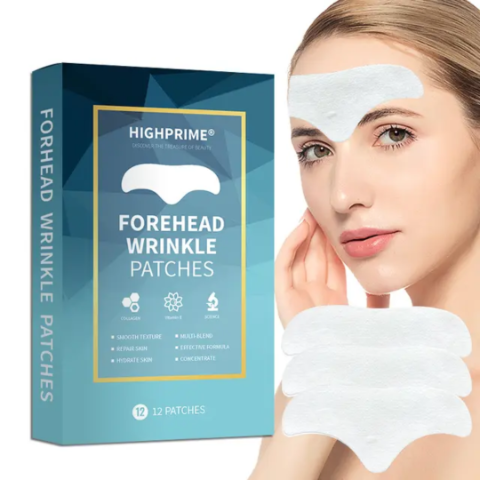 FORHEAD WRINKLE PATCHES
HIGHPRIME®
FOREHEAD
WRINKLE
PATCHES
SMOOTH TEXTURE
REPAIR SKIN
HYDRATE SKIN
MULTI-BLEND
EFFECTIVE FORMULA
CONCENTRATE
12 12 PATCHES